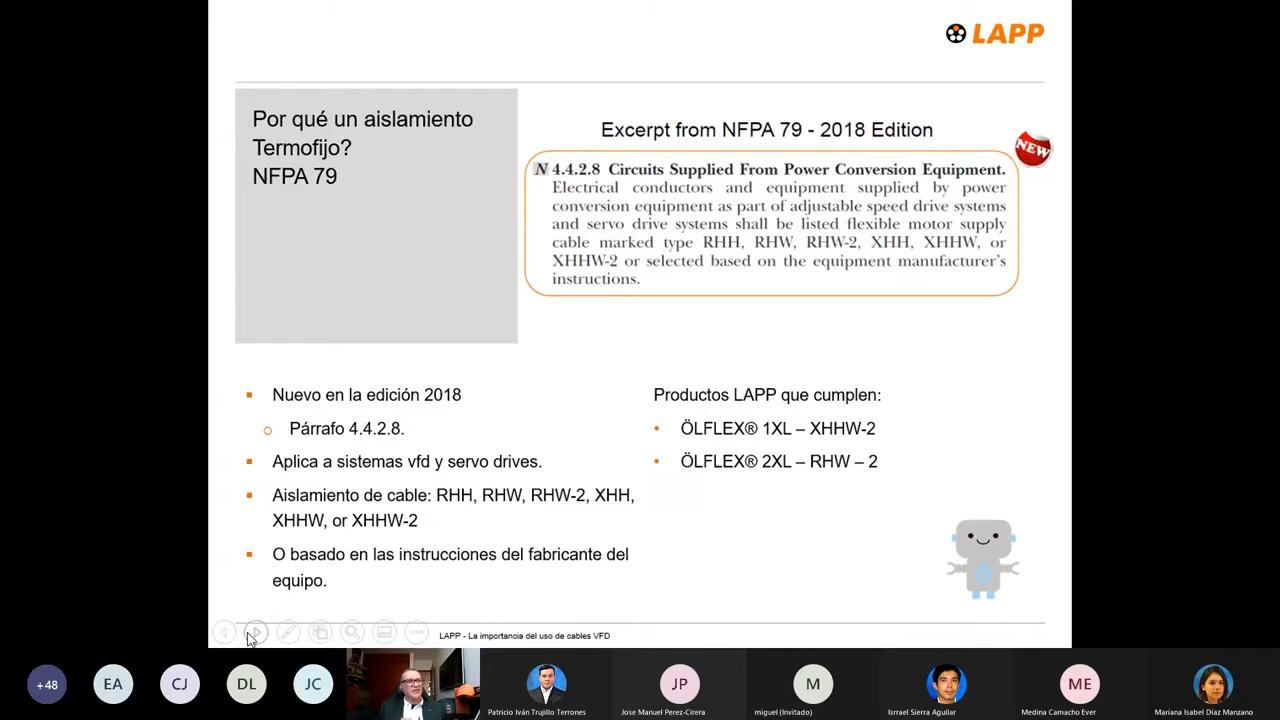 LAPP
Por qué un aislamiento
Termofijo?
NFPA 79
Excerpt from NFPA 79 - 2018 Edition
NEW
N 4.4.2.8 Circuits Supplied From Power Conversion Equipment.
Electrical conductors and equipment supplied by power
conversion equipment as part of adjustable speed drive systems
and servo drive systems shall be listed flexible motor supply
cable marked type RHH, RHW, RHW-2, XHH, XHHW, or
XHHW-2 or selected based on the equipment manufacturer's
instructions.
▪ Nuevo en la edición 2018
o Párrafo 4.4.2.8.
▪ Aplica a sistemas vfd y servo drives.
▪ Aislamiento de cable: RHH, RHW, RHW-2, XHH,
XHHW, or XHHW-2
▪ O basado en las instrucciones del fabricante del
equipo.
Productos LAPP que cumplen:
• ÖLFLEX® 1XL – XHHW-2
• ÖLFLEX® 2XL – RHW – 2
LAPP - La importancia del uso de cables VFD
+48
EA
CJ
DL
JC
JP
M
ME
Patricio Iván Trujillo Terrones
Jose Manuel Perez-Cirera
miguel (Invitado)
Isrrael Sierra Aguilar
Medina Camacho Ever
Mariana Isabel Díaz Manzano